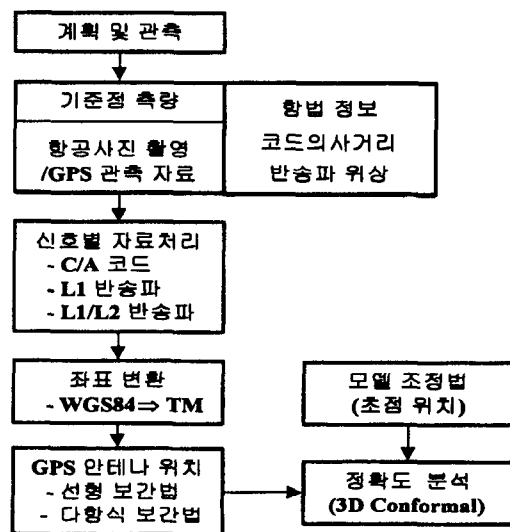 계획 및 관측
기준점 측량
항공사진 촬영
/GPS 관측 자료
항법 정보
코드의사거리
반송파 위상
신호별 자료처리
- C/A 코드
- L1 반송파
- L1/L2 반송파
좌표 변환
- WGS84⇒ TM
모델 조정법
(초점 위치)
GPS 안테나 위치
- 선형 보간법
- 다항식 보간법
정확도 분석
(3D Conformal)